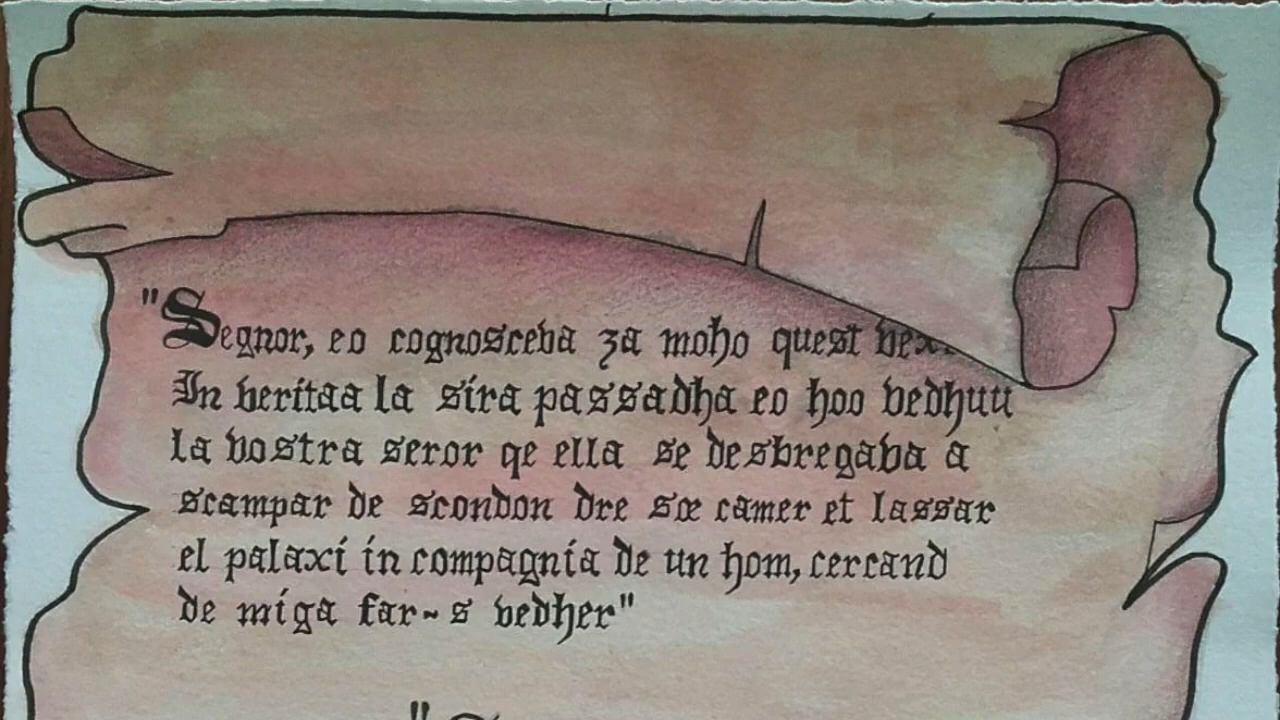 "Segnor, eo cognosceva za moho quest
In veritaa la sira passadha eo hoo vedhuu
la vostra seror qe ella se desbregava a
scampar de scondon dre sœ camer et lassar
el palaxi in compagnia de un hom, cercand
de miga far~s vedher"
"